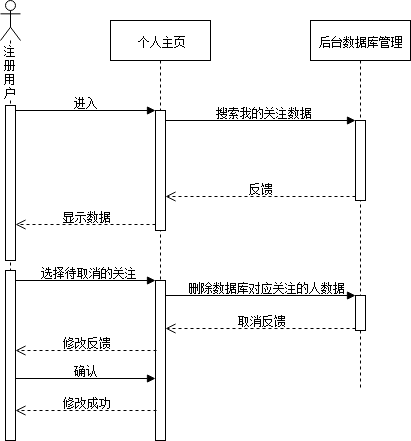 注册用户
个人主页
后台数据库管理
进入
搜索我的关注数据
反馈
显示数据
选择待取消的关注
删除数据库对应关注的人数据
取消反馈
修改反馈
确认
修改成功